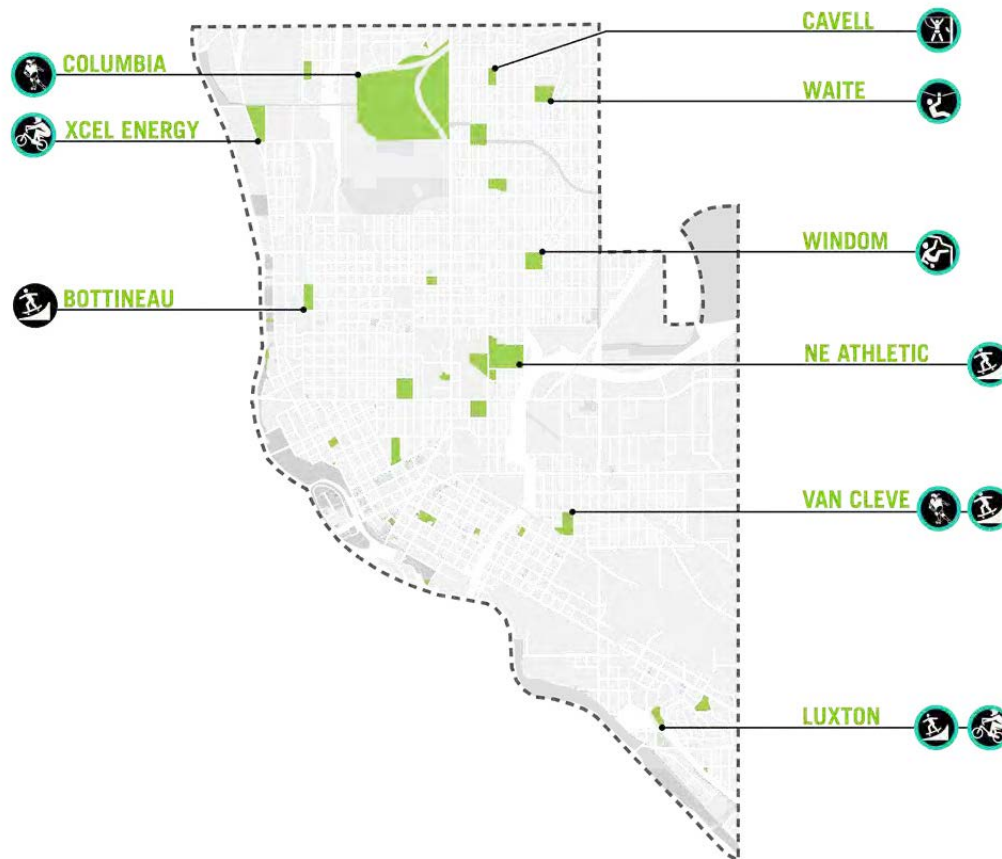 CAVELL
COLUMBIA
WAITE
XCEL ENERGY
WINDOM
BOTTINEAU
NE ATHLETIC
VAN CLEVE
LUXTON